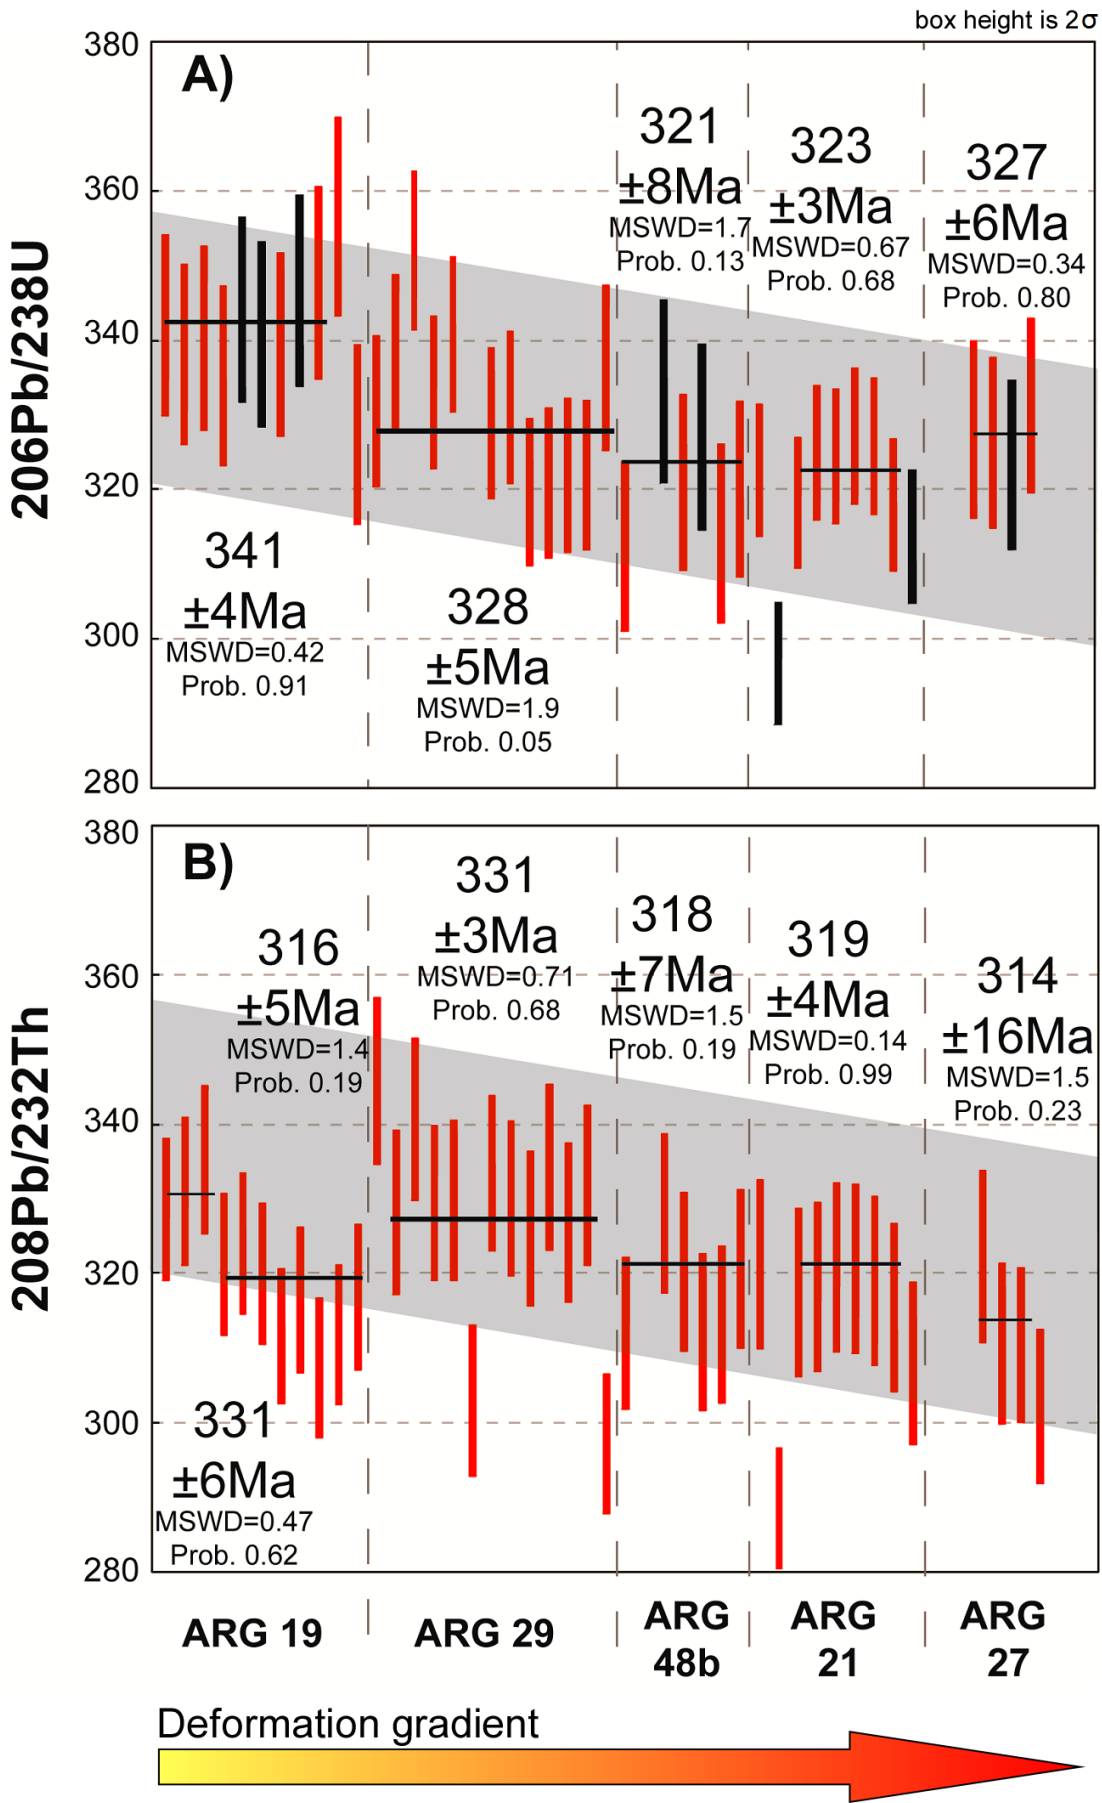 box height is 2σ
A)
206Pb/238U
380
360
340
320
300
280
341
±4Ma
MSWD=0.42
Prob. 0.91
328
±5Ma
MSWD=1.9
Prob. 0.05
321
±8Ma
MSWD=1.7
Prob. 0.13
323
±3Ma
MSWD=0.67
Prob. 0.68
327
±6Ma
MSWD=0.34
Prob. 0.80
B)
208Pb/232Th
380
360
340
320
300
280
316
±5Ma
MSWD=1.4
Prob. 0.19
331
±6Ma
MSWD=0.47
Prob. 0.62
331
±3Ma
MSWD=0.71
Prob. 0.68
318
±7Ma
MSWD=1.5
Prob. 0.19
319
±4Ma
MSWD=0.14
Prob. 0.99
314
±16Ma
MSWD=1.5
Prob. 0.23
ARG 19
ARG 29
ARG
48b
ARG
21
ARG
27
Deformation gradient